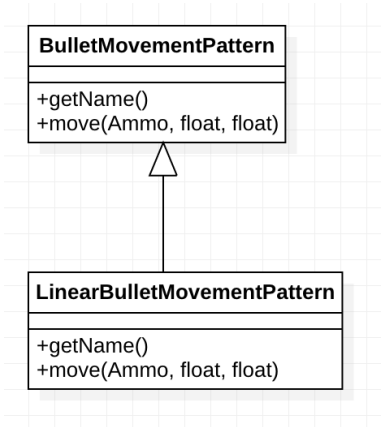 BulletMovementPattern
+getName()
+move(Ammo, float, float)
LinearBulletMovementPattern
+getName()
+move(Ammo, float, float)